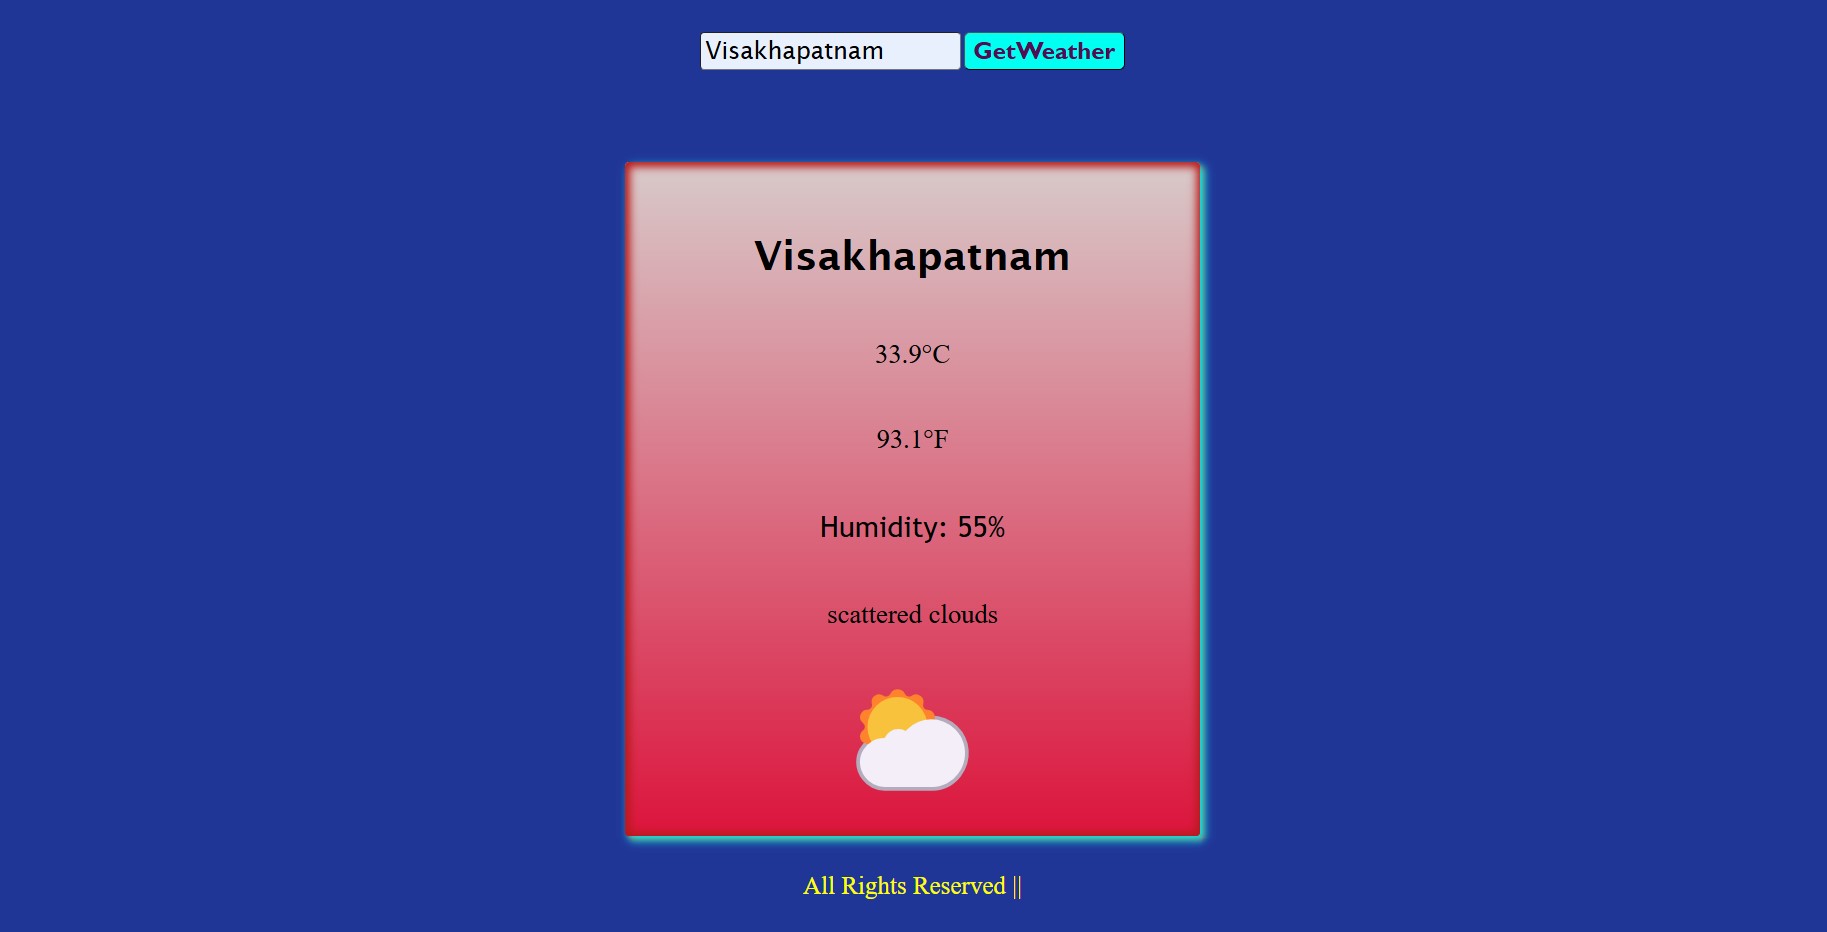 Visakhapatnam GetWeather
Visakhapatnam
33.9°C
93.1°F
Humidity: 55%
scattered clouds
All Rights Reserved ||